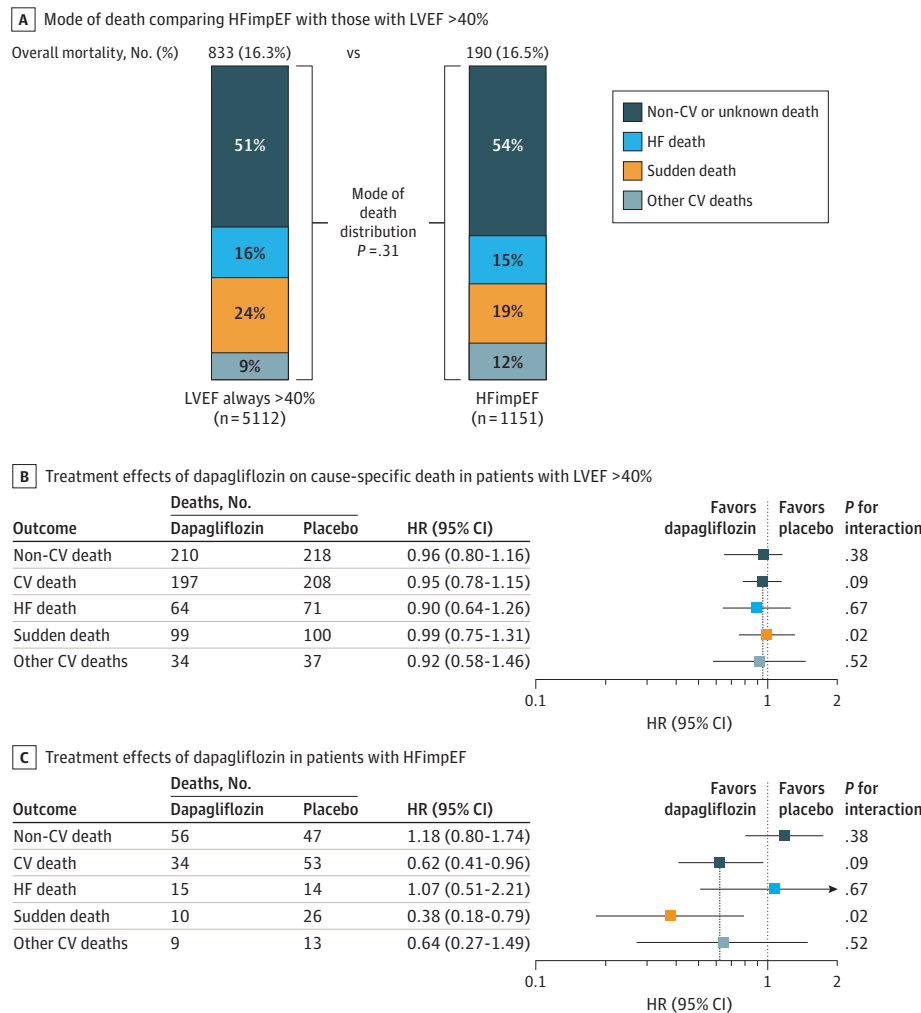 A Mode of death comparing HFimpEF with those with LVEF >40%
Overall mortality, No. (%) 833 (16.3%) vs 190 (16.5%)
51%
16%
24%
9%
LVEF always >40%
(n=5112)
Mode of
death
distribution
P=.31
54%
15%
19%
12%
HFimpEF
(n=1151)
Non-CV or unknown death
HF death
Sudden death
Other CV deaths
B Treatment effects of dapagliflozin on cause-specific death in patients with LVEF >40%
Deaths, No.
Outcome Dapagliflozin Placebo HR (95% CI) Favors dapagliflozin Favors placebo P for interaction
Non-CV death 210 218 0.96 (0.80-1.16) .38
CV death 197 208 0.95 (0.78-1.15) .09
HF death 64 71 0.90 (0.64-1.26) .67
Sudden death 99 100 0.99 (0.75-1.31) .02
Other CV deaths 34 37 0.92 (0.58-1.46) .52
0.1 1 2
HR (95% CI)
C Treatment effects of dapagliflozin in patients with HFimpEF
Deaths, No.
Outcome Dapagliflozin Placebo HR (95% CI) Favors dapagliflozin Favors placebo P for interaction
Non-CV death 56 47 1.18 (0.80-1.74) .38
CV death 34 53 0.62 (0.41-0.96) .09
HF death 15 14 1.07 (0.51-2.21) .67
Sudden death 10 26 0.38 (0.18-0.79) .02
Other CV deaths 9 13 0.64 (0.27-1.49) .52
0.1 1 2
HR (95% CI)